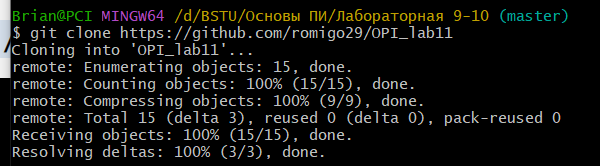 Brian@PCI MINGW64 /d/BSTU/Основы ПИ/Лабораторная 9-10 (master)
$ git clone https://github.com/romigo29/OPI_lab11
Cloning into 'OPI_lab11'...
remote: Enumerating objects: 15, done.
remote: Counting objects: 100% (15/15), done.
remote: Compressing objects: 100% (9/9), done.
remote: Total 15 (delta 3), reused 0 (delta 0), pack-reused 0
Receiving objects: 100% (15/15), done.
Resolving deltas: 100% (3/3), done.